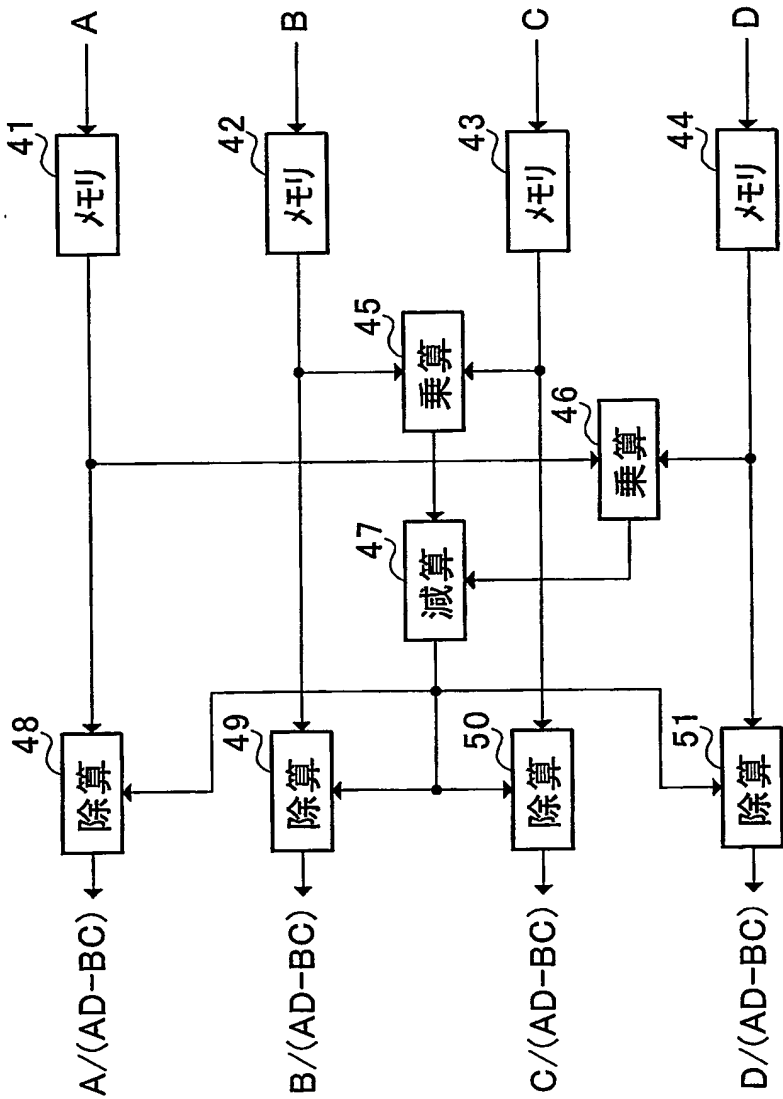 A
41
メモリ
48
除算
A/(AD-BC)
B
42
メモリ
49
除算
B/(AD-BC)
45
乗算
47
減算
C
43
メモリ
50
除算
C/(AD-BC)
46
乗算
D
44
メモリ
51
除算
D/(AD-BC)